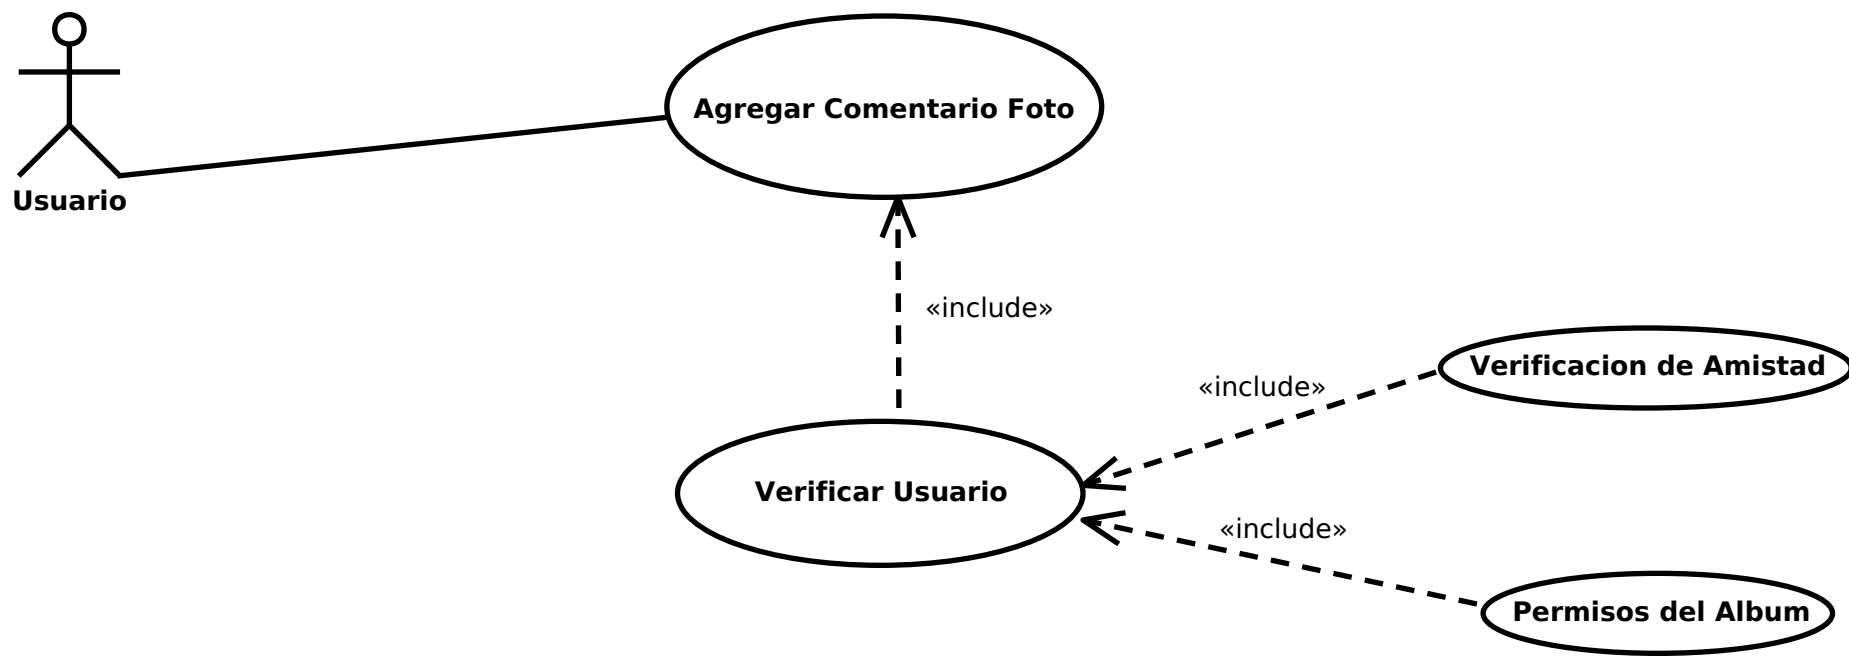 Agregar Comentario Foto
Usuario
«include»
Verificacion de Amistad
«include»
Verificar Usuario
«include»
Permisos del Album